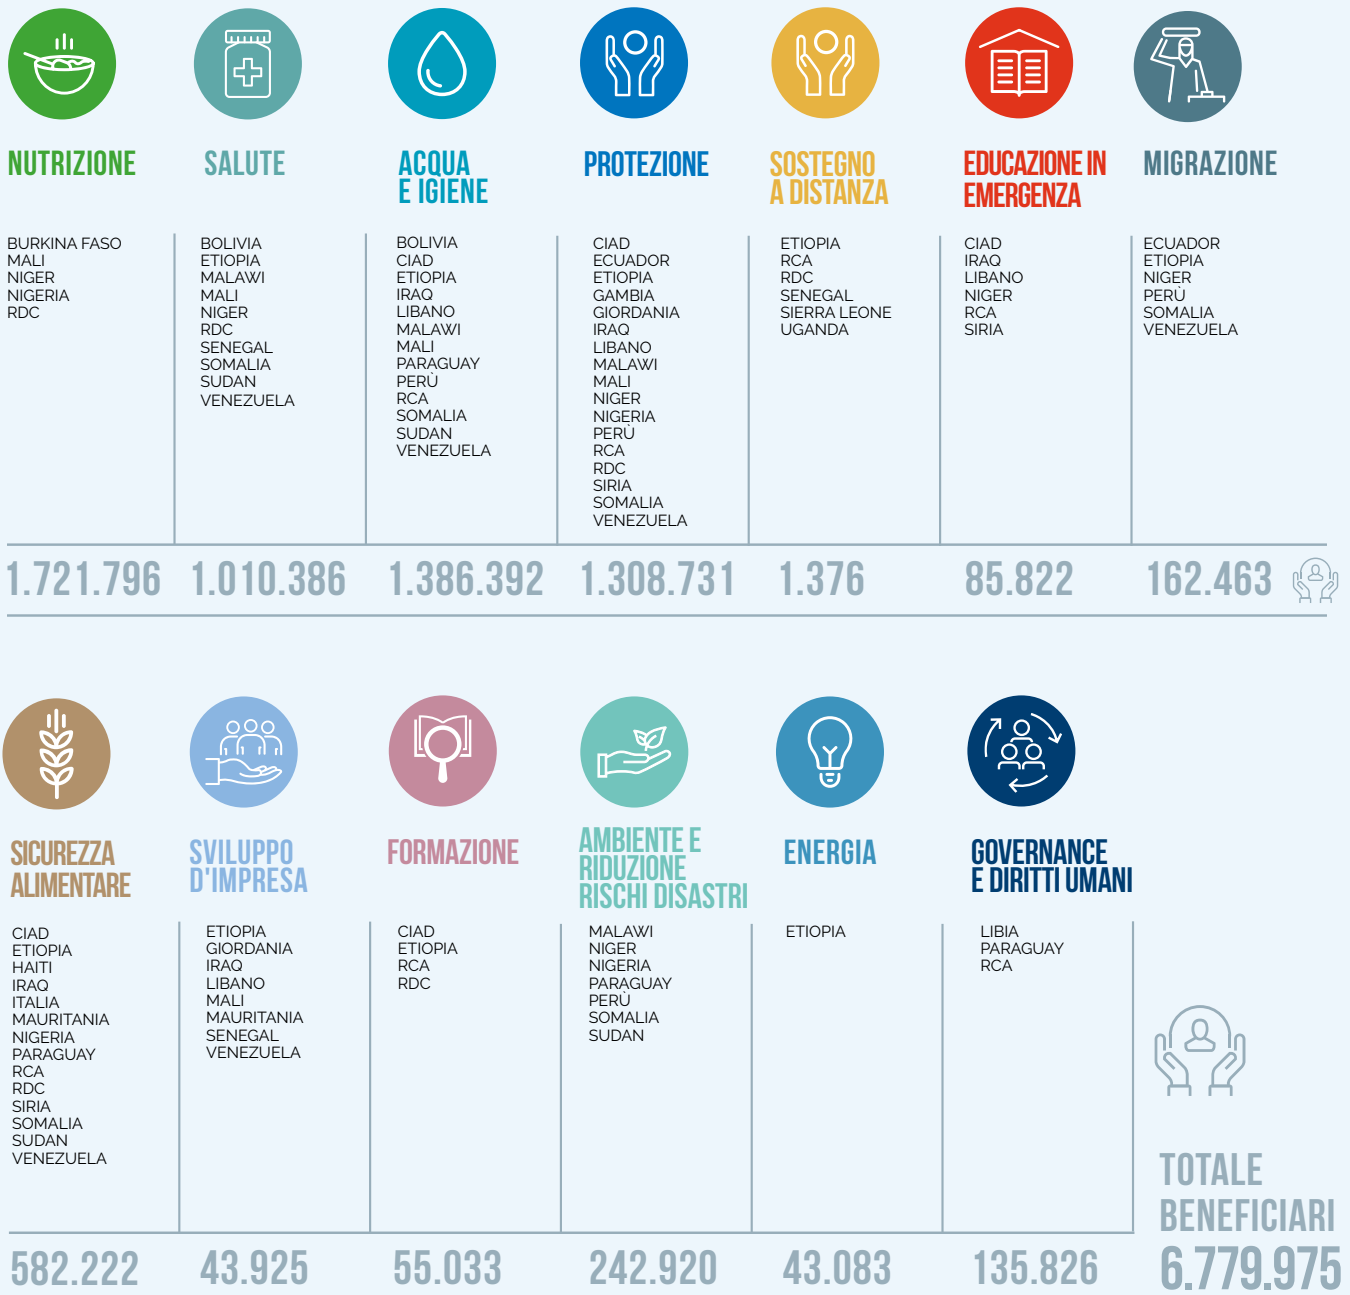 NUTRIZIONE
BURKINA FASO
MALI
NIGER
NIGERIA
RDC
1.721.796
SALUTE
BOLIVIA
ETIOPIA
MALAWI
MALI
NIGER
RDC
SENEGAL
SOMALIA
SUDAN
VENEZUELA
1.010.386
ACQUA
E IGIENE
BOLIVIA
CIAD
ETIOPIA
IRAQ
LIBANO
MALAWI
MALI
PARAGUAY
PERÙ
RCA
SOMALIA
SUDAN
VENEZUELA
1.386.392
PROTEZIONE
CIAD
ECUADOR
ETIOPIA
GAMBIA
GIORDANIA
IRAQ
LIBANO
MALAWI
MALI
NIGER
NIGERIA
PERÙ
RCA
RDC
SIRIA
SOMALIA
VENEZUELA
1.308.731
SOSTEGNO
A DISTANZA
ETIOPIA
RCA
RDC
SENEGAL
SIERRA LEONE
UGANDA
1.376
EDUCAZIONE IN
EMERGENZA
CIAD
IRAQ
LIBANO
NIGER
RCA
SIRIA
85.822
MIGRAZIONE
ECUADOR
ETIOPIA
NIGER
PERÙ
SOMALIA
VENEZUELA
162.463
SICUREZZA
ALIMENTARE
CIAD
ETIOPIA
HAITI
IRAQ
ITALIA
MAURITANIA
NIGERIA
PARAGUAY
RCA
RDC
SIRIA
SOMALIA
SUDAN
VENEZUELA
582.222
SVILUPPO
D'IMPRESA
ETIOPIA
GIORDANIA
IRAQ
LIBANO
MALI
MAURITANIA
SENEGAL
VENEZUELA
43.925
FORMAZIONE
CIAD
ETIOPIA
RCA
RDC
55.033
AMBIENTE E
RIDUZIONE
RISCHI DISASTRI
MALAWI
NIGER
NIGERIA
PARAGUAY
PERÙ
SOMALIA
SUDAN
242.920
ENERGIA
ETIOPIA
43.083
GOVERNANCE
E DIRITTI UMANI
LIBIA
PARAGUAY
RCA
135.826
TOTALE
BENEFICIARI
6.779.975